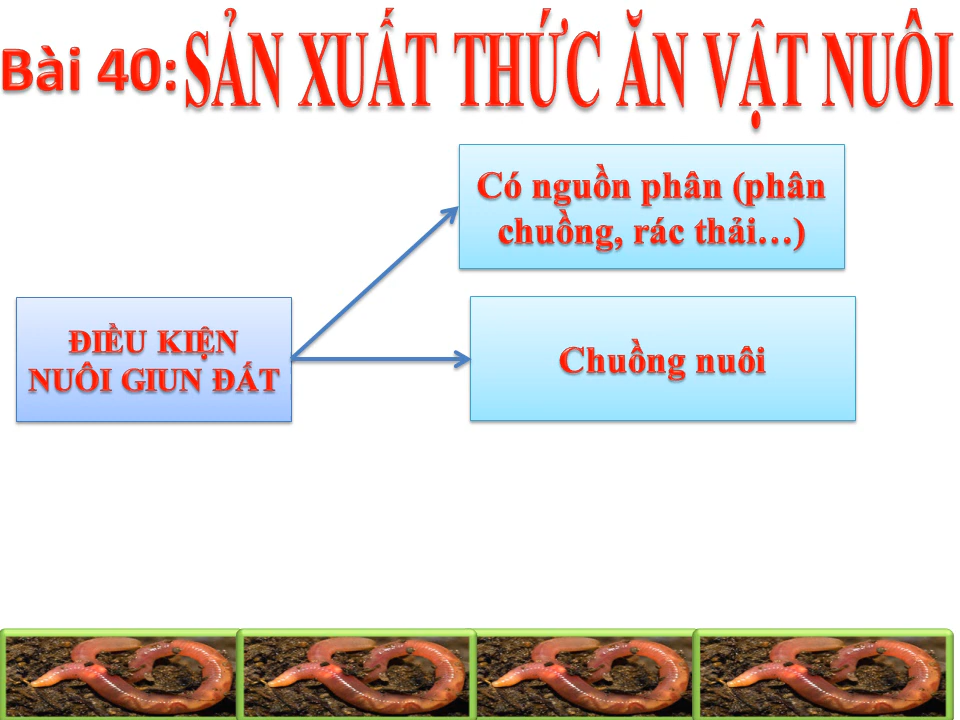 Bài 40: SẢN XUẤT THỨC ĂN VẬT NUÔI
Có nguồn phân (phân
chuồng, rác thải…)
ĐIỀU KIỆN
NUÔI GIUN ĐẤT
Chuồng nuôi